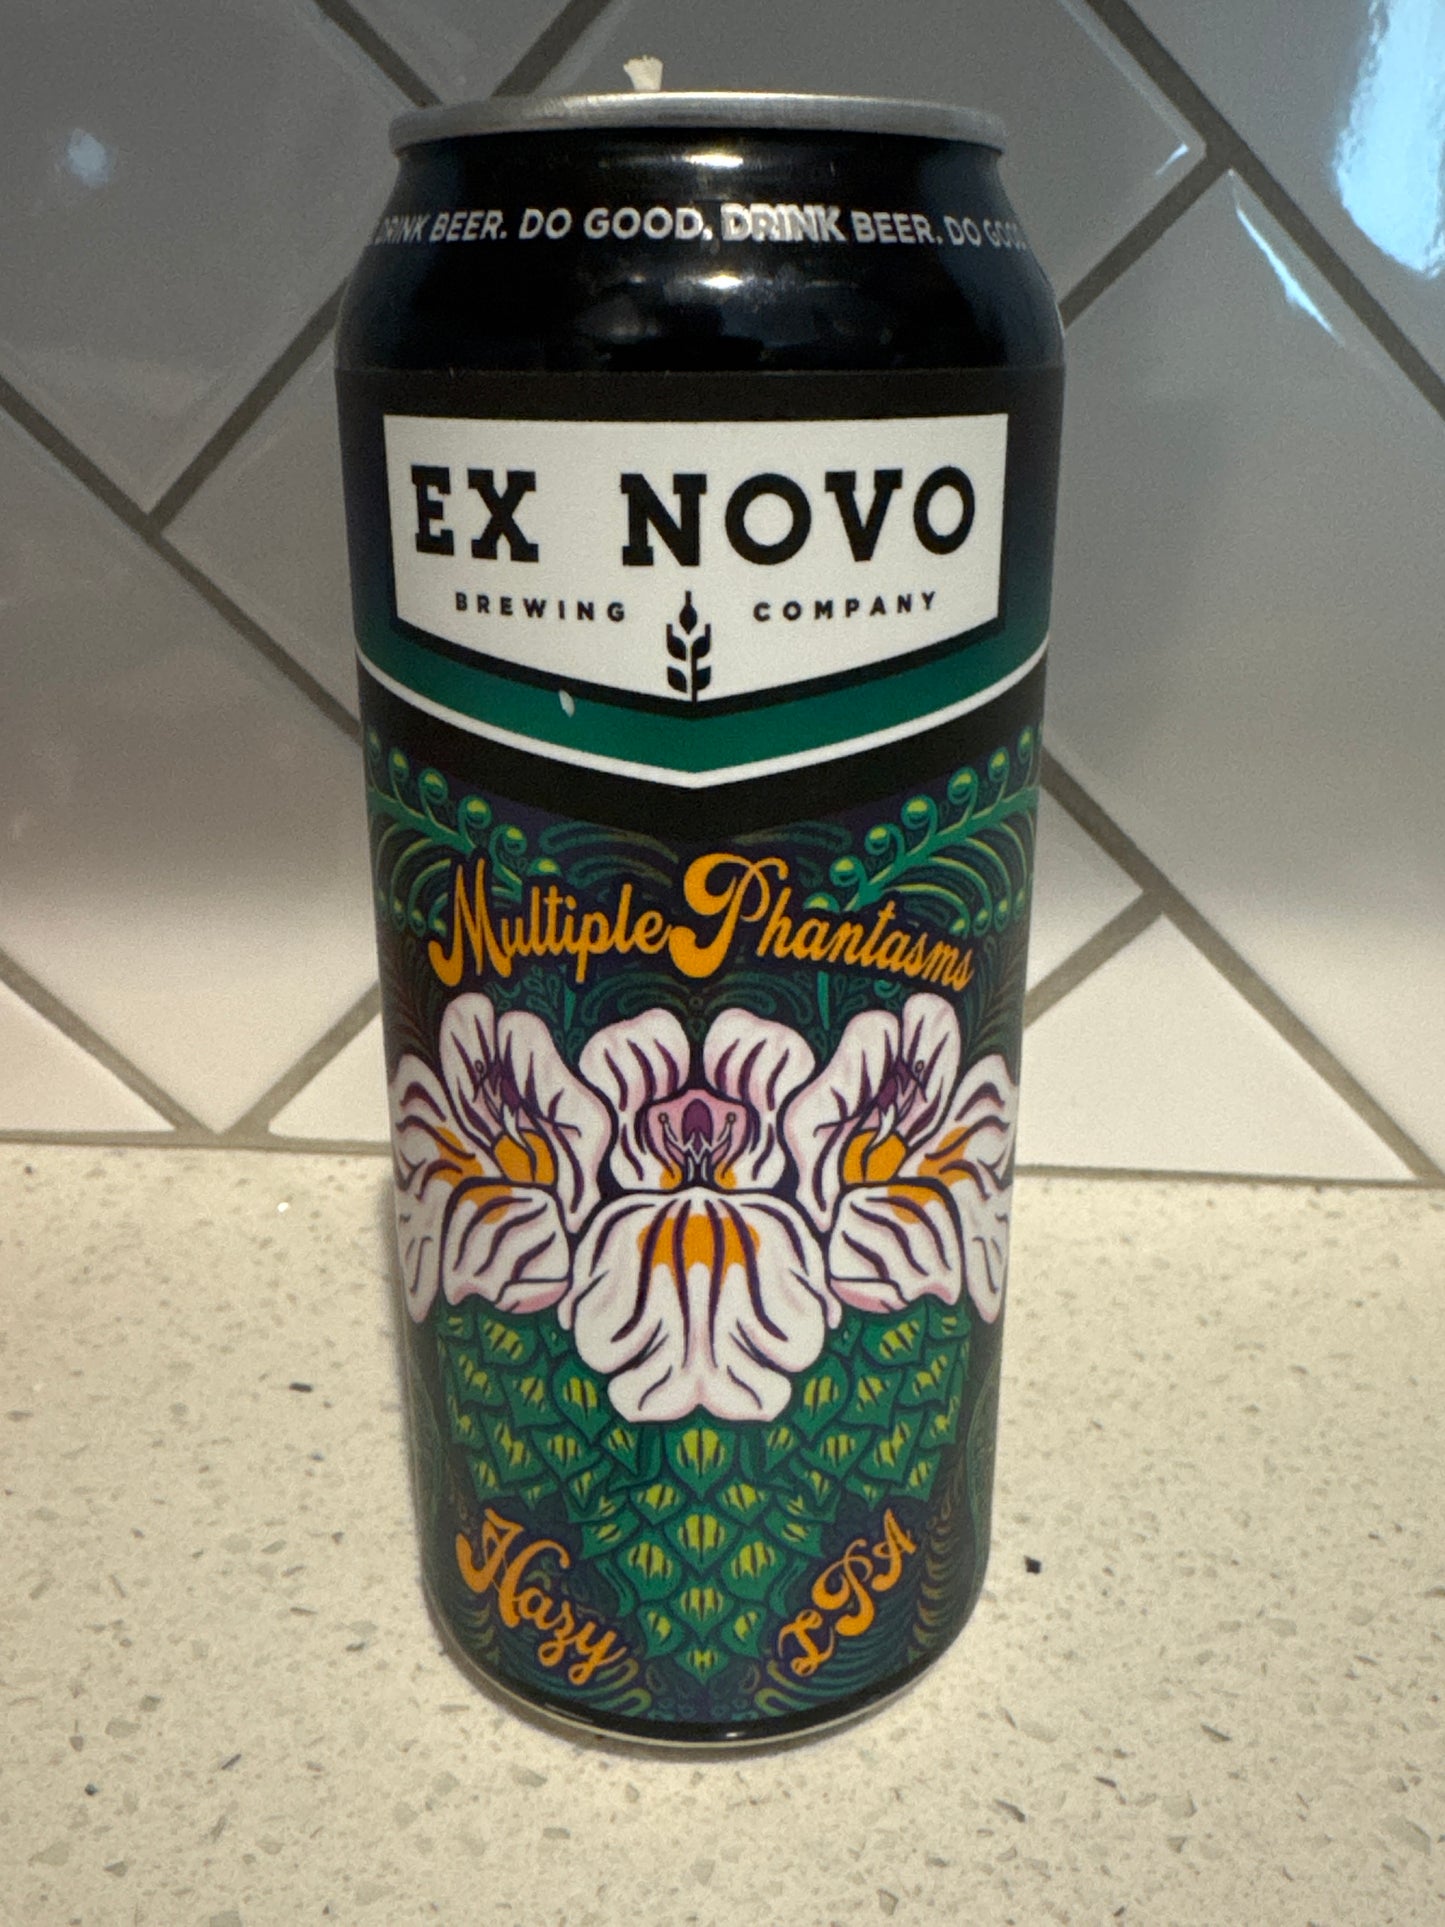 DRINK BEER. DO GOOD. DRINK BEER. DO GOOD
EX NOVO
BREWING COMPANY
Multiple Phantasms
Hazy IPA